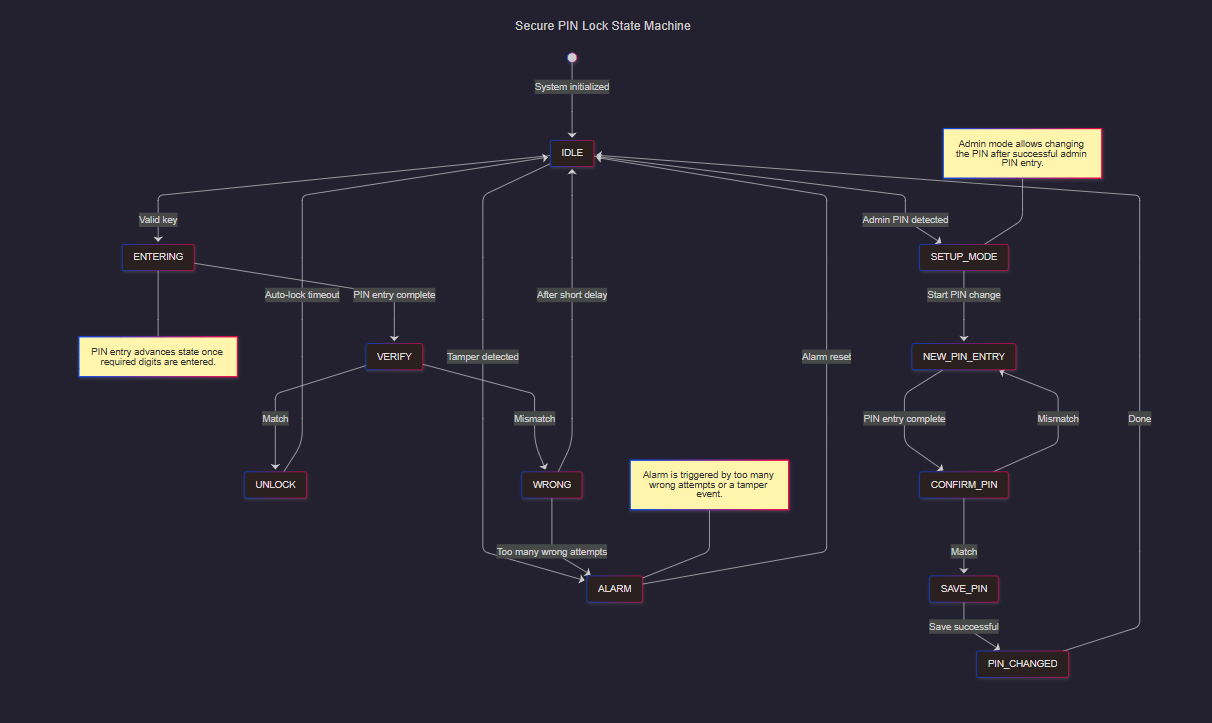 Secure PIN Lock State Machine
System initialized
IDLE
Admin mode allows changing
the PIN after successful admin
PIN entry.
Valid key
Admin PIN detected
ENTERING
SETUP_MODE
Auto-lock timeout
PIN entry complete
After short delay
Start PIN change
PIN entry advances state once
required digits are entered.
VERIFY
Tamper detected
Alarm reset
NEW_PIN_ENTRY
Match
Mismatch
PIN entry complete
Mismatch
Done
UNLOCK
WRONG
Alarm is triggered by too many
wrong attempts or a tamper
event.
CONFIRM_PIN
Too many wrong attempts
Match
ALARM
SAVE_PIN
Save successful
PIN_CHANGED